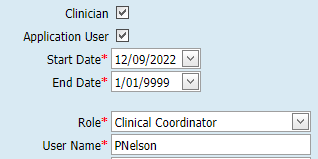 Clinician
Application User
Start Date* 12/09/2022
End Date* 1/01/9999
Role* Clinical Coordinator
User Name* PNelson